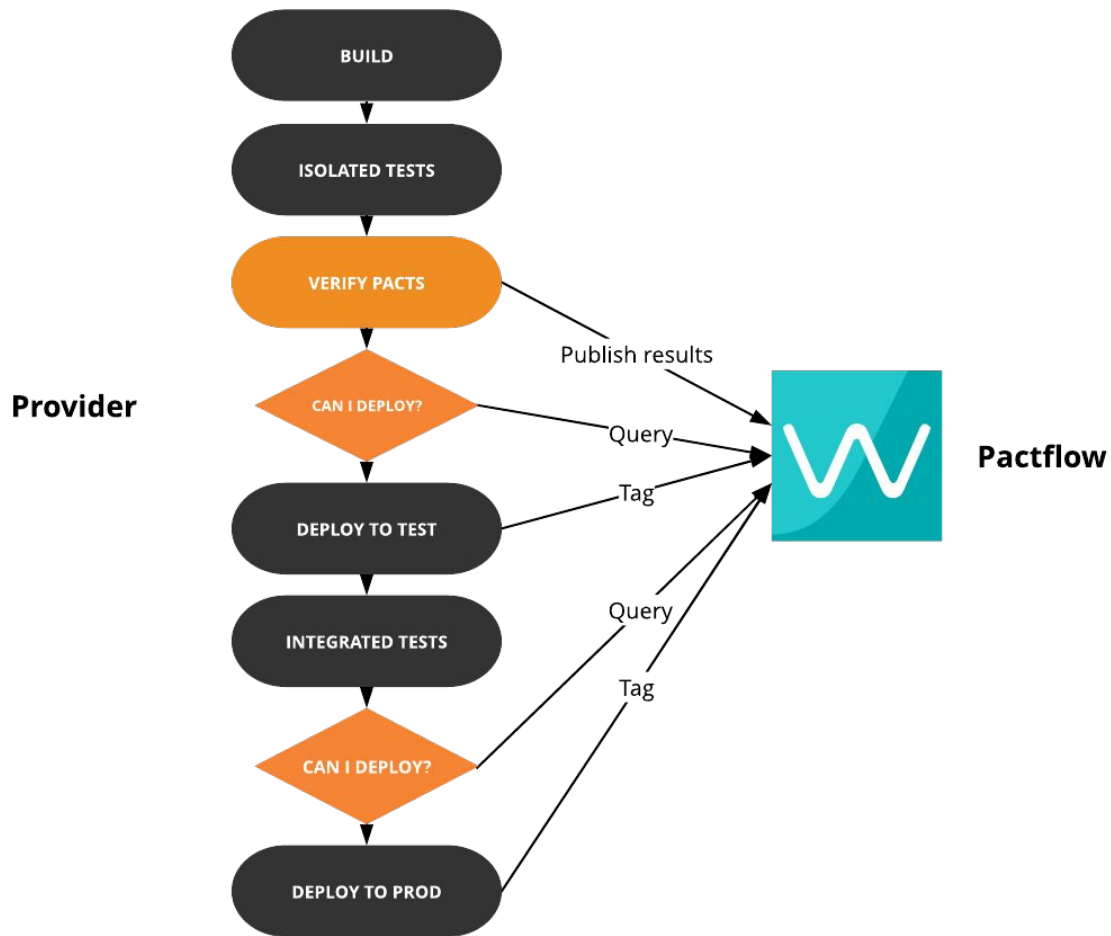 BUILD
ISOLATED TESTS
VERIFY PACTS
Publish results
Provider
CAN I DEPLOY?
Query
Pactflow
Tag
DEPLOY TO TEST
Query
INTEGRATED TESTS
Tag
CAN I DEPLOY?
DEPLOY TO PROD